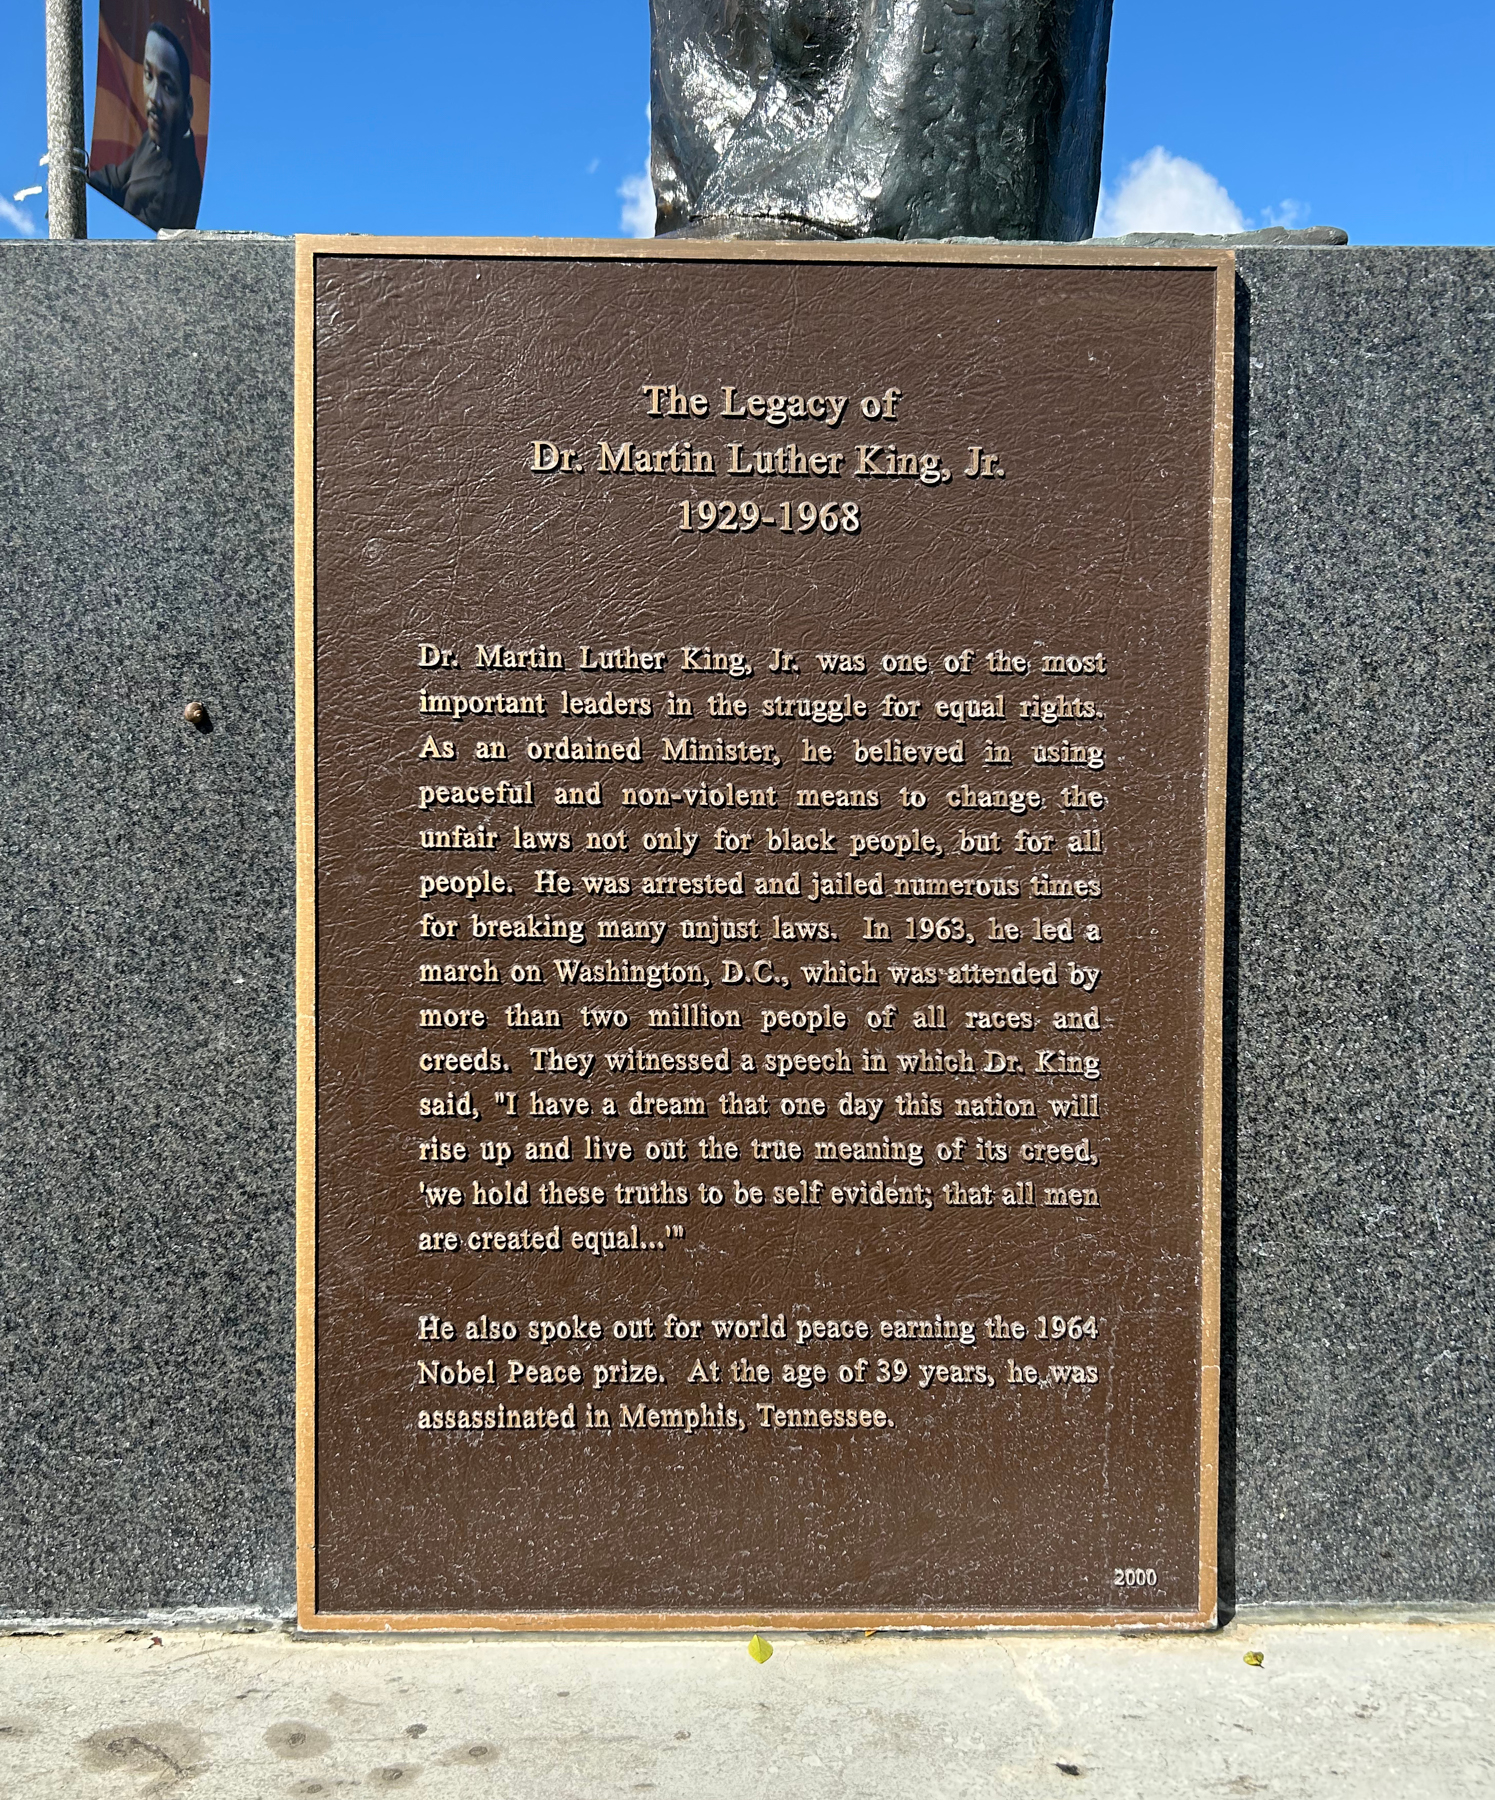 The Legacy of
Dr. Martin Luther King, Jr.
1929-1968
Dr. Martin Luther King, Jr. was one of the most
important leaders in the struggle for equal rights.
As an ordained Minister, he believed in using
peaceful and non-violent means to change the
unfair laws not only for black people, but for all
people. He was arrested and jailed numerous times
for breaking many unjust laws. In 1963, he led a
march on Washington, D.C., which was attended by
more than two million people of all races and
creeds. They witnessed a speech in which Dr. King
said, "I have a dream that one day this nation will
rise up and live out the true meaning of its creed,
'we hold these truths to be self evident; that all men
are created equal...'"
He also spoke out for world peace earning the 1964
Nobel Peace prize. At the age of 39 years, he was
assassinated in Memphis, Tennessee.
2000